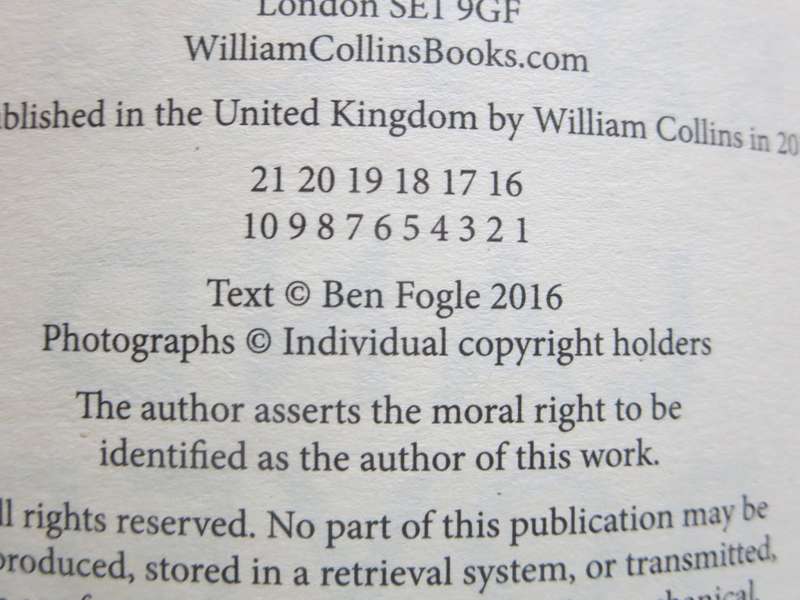 London SE1 9GF
WilliamCollinsBooks.com
blished in the United Kingdom by William Collins in 20
21 20 19 18 17 16
10 9 8 7 6 5 4 3 2 1
Text © Ben Fogle 2016
Photographs © Individual copyright holders
The author asserts the moral right to be
identified as the author of this work.
ll rights reserved. No part of this publication may be
produced, stored in a retrieval system, or transmitted,